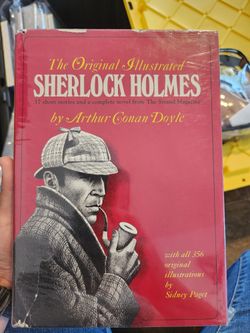 The Original Illustrated
SHERLOCK HOLMES
37 short stories and a complete novel from The Strand Magazine
by Arthur Conan Doyle
with all 356
original
illustrations by
Sidney Paget